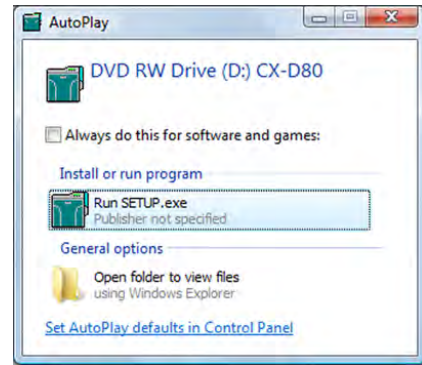 AutoPlay
DVD RW Drive (D:) CX-D80
Always do this for software and games:
Install or run program
Run SETUP.exe
Publisher not specified
General options
Open folder to view files
using Windows Explorer
Set AutoPlay defaults in Control Panel